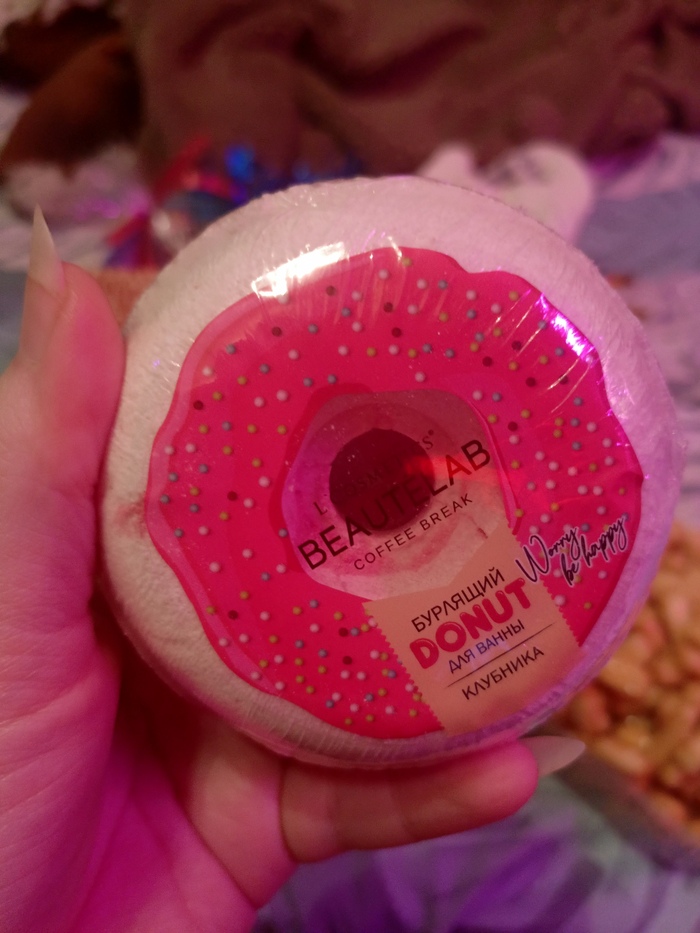 BEAUTELAB
COFFEE BREAK
Worry
be happy
БУРЛЯЩИЙ
DONUT
ДЛЯ ВАННЫ
КЛУБНИКА